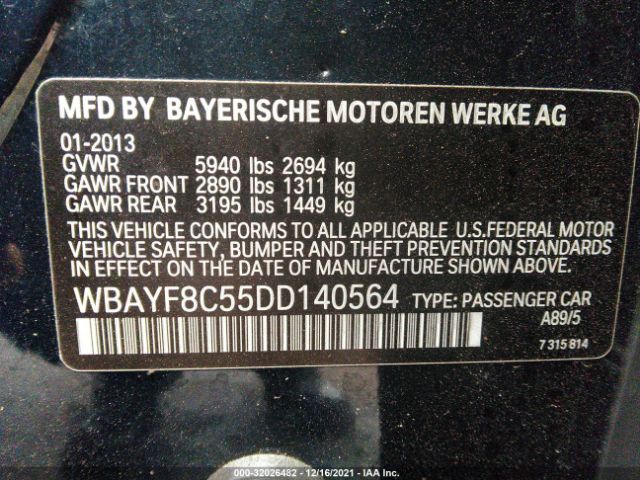 MFD BY BAYERISCHE MOTOREN WERKE AG
01-2013
GVWR 5940 lbs 2694 kg
GAWR FRONT 2890 lbs 1311 kg
GAWR REAR 3195 lbs 1449 kg
THIS VEHICLE CONFORMS TO ALL APPLICABLE U.S.FEDERAL MOTOR
VEHICLE SAFETY, BUMPER AND THEFT PREVENTION STANDARDS
IN EFFECT ON THE DATE OF MANUFACTURE SHOWN ABOVE.
WBAYF8C55DD140564 TYPE: PASSENGER CAR
A89/5
7 315 814
000-32026482 - 12/16/2021 - IAA Inc.